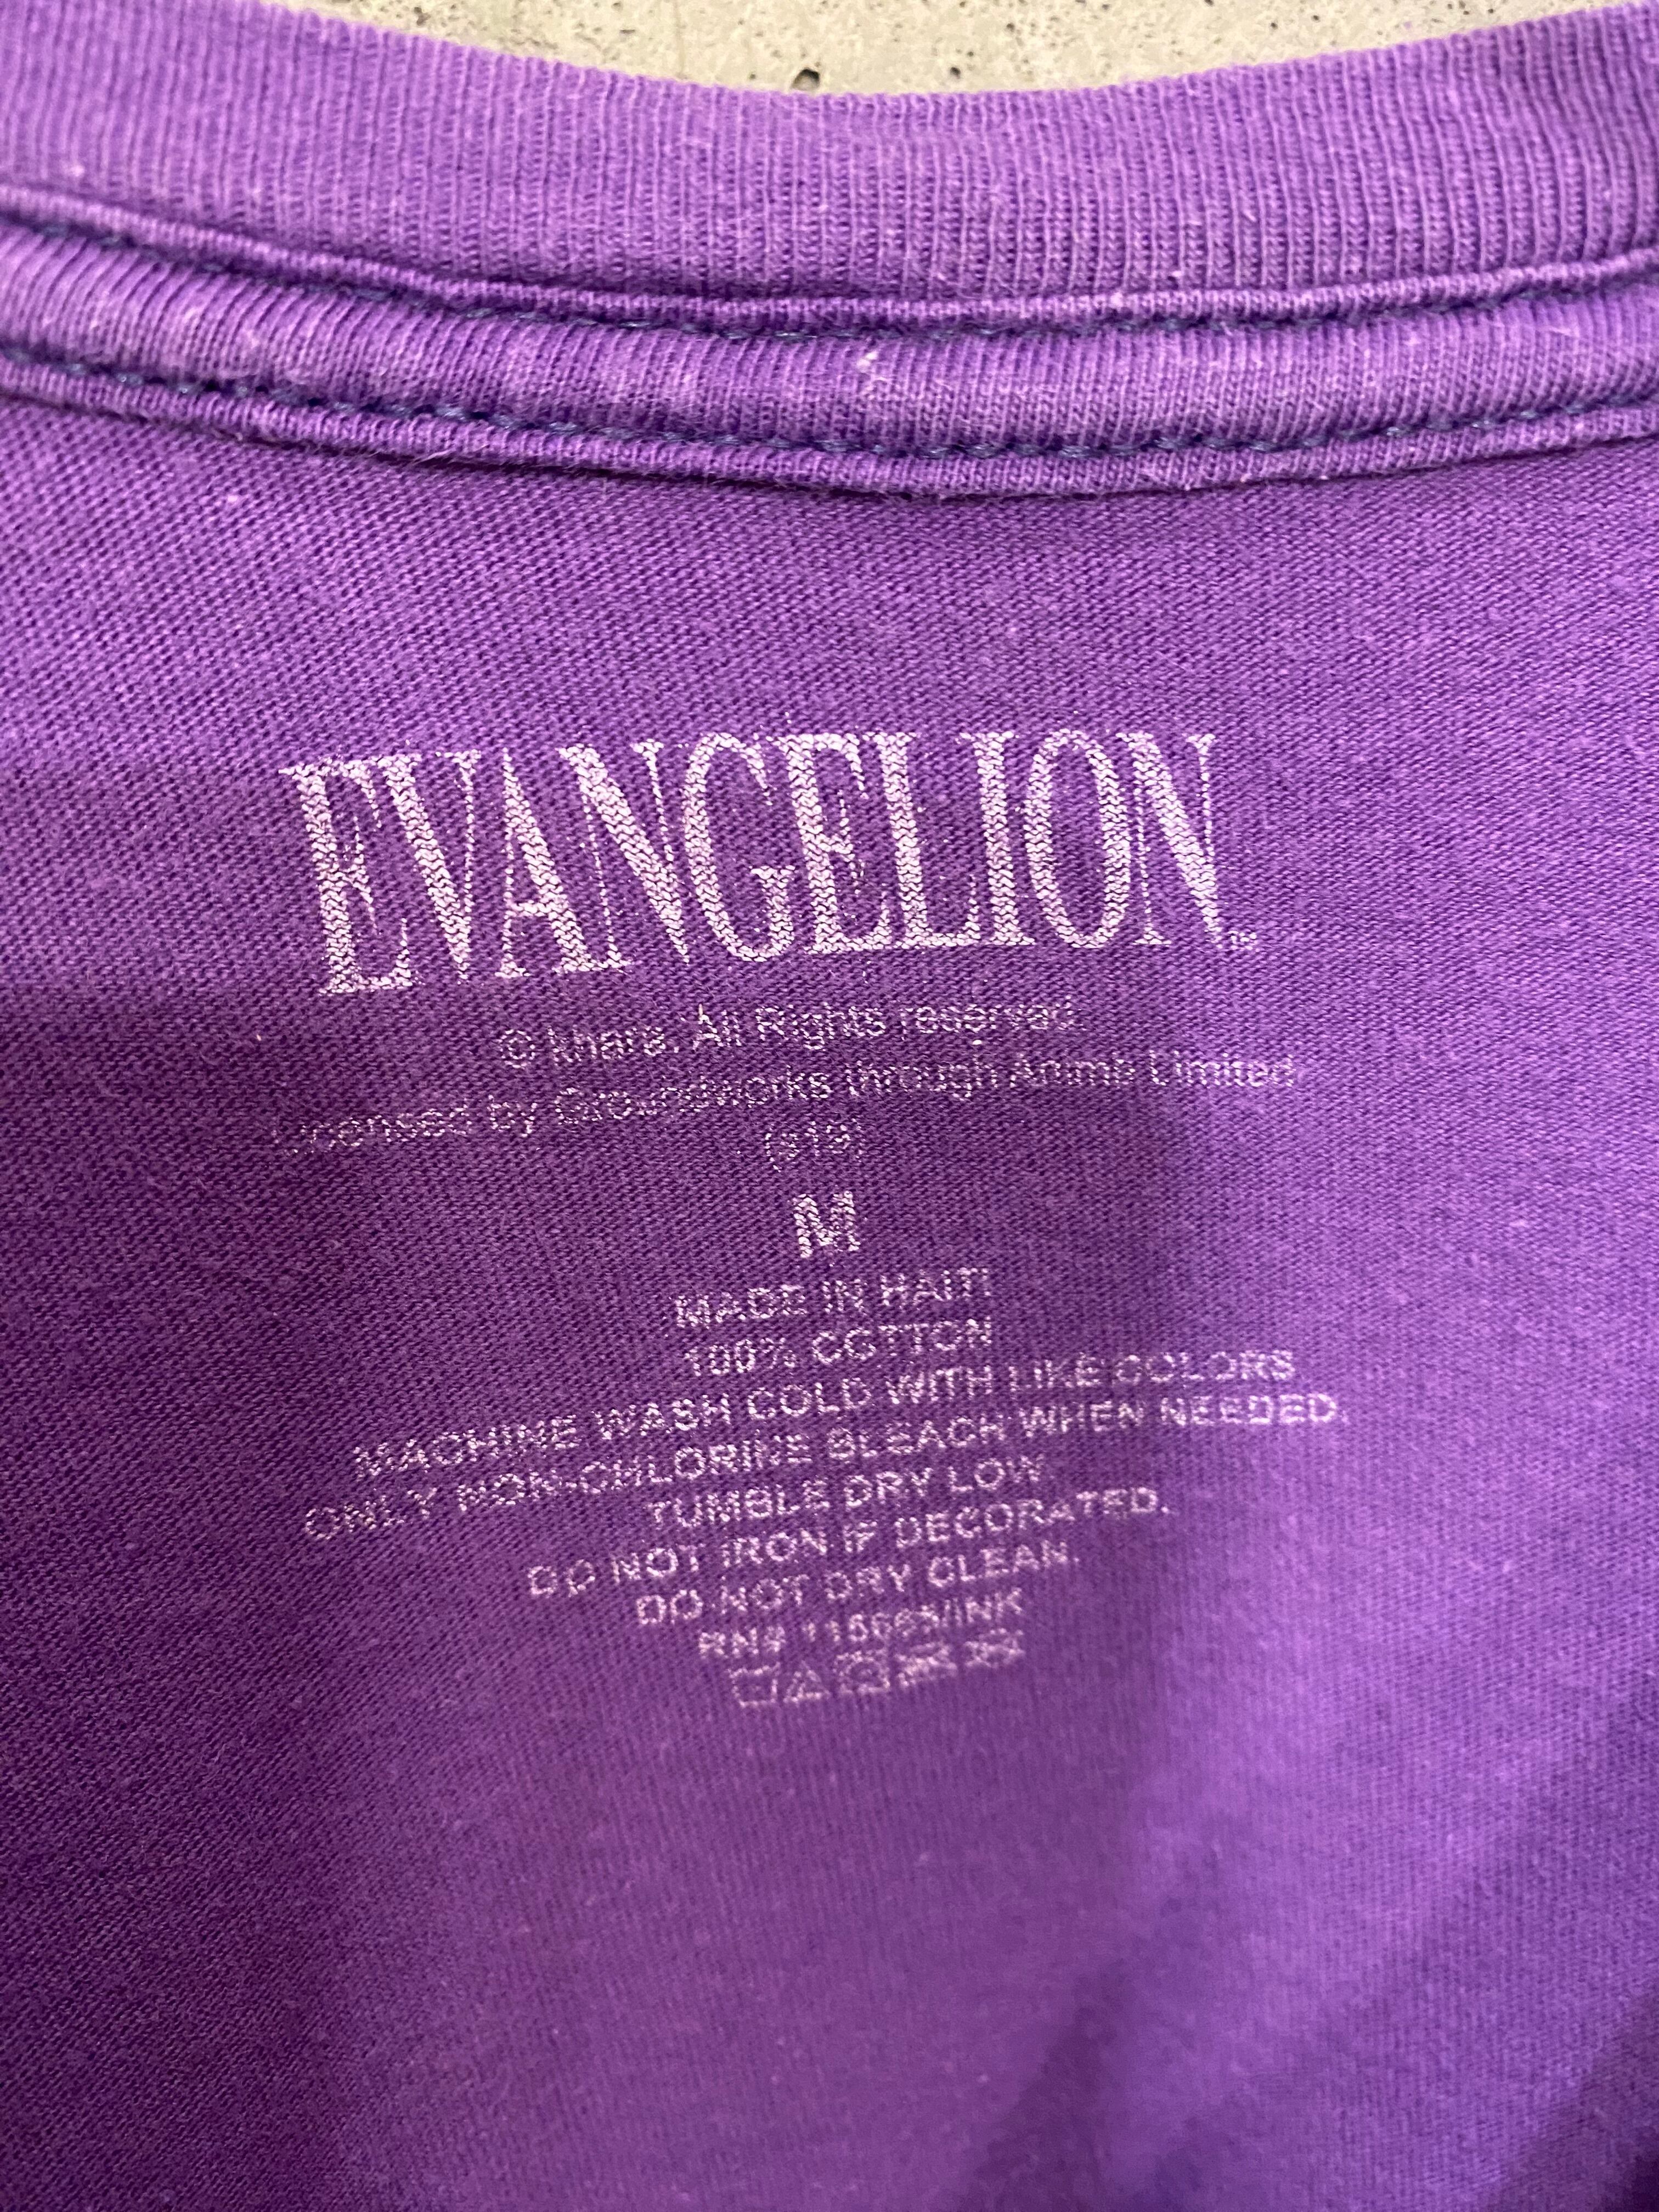 EVANGELION™
© khara. All Rights reserved.
Licensed by Groundworks through Anime Limited
M
MADE IN HAITI
100% COTTON
MACHINE WASH COLD WITH LIKE COLORS
ONLY NON-CHLORINE BLEACH WHEN NEEDED.
TUMBLE DRY LOW
DO NOT IRON IF DECORATED.
DO NOT DRY CLEAN.
RN#